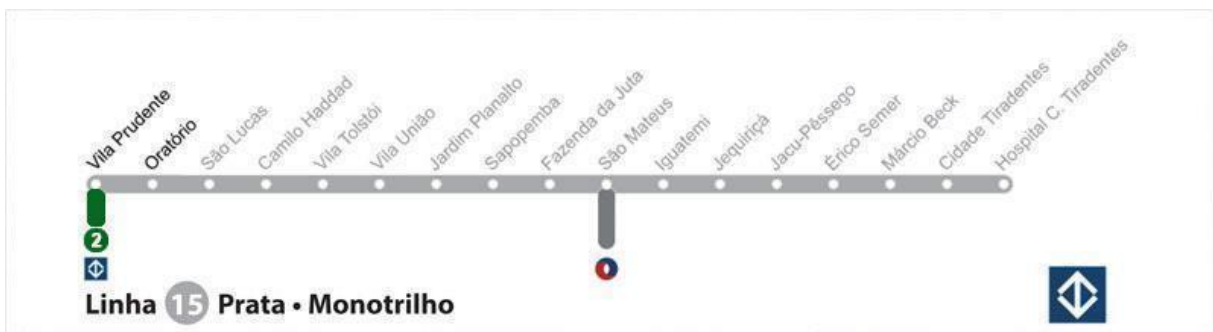 Vila Prudente
Oratório
São Lucas
Camilo Haddad
Vila Tolstói
Vila União
Jardim Planalto
Sapopemba
Fazenda da Juta
São Mateus
Iguatemi
Jequiriçá
Jacu-Pêssego
Érico Semer
Márcio Beck
Cidade Tiradentes
Hospital C. Tiradentes
2
Linha 15 Prata • Monotrilho